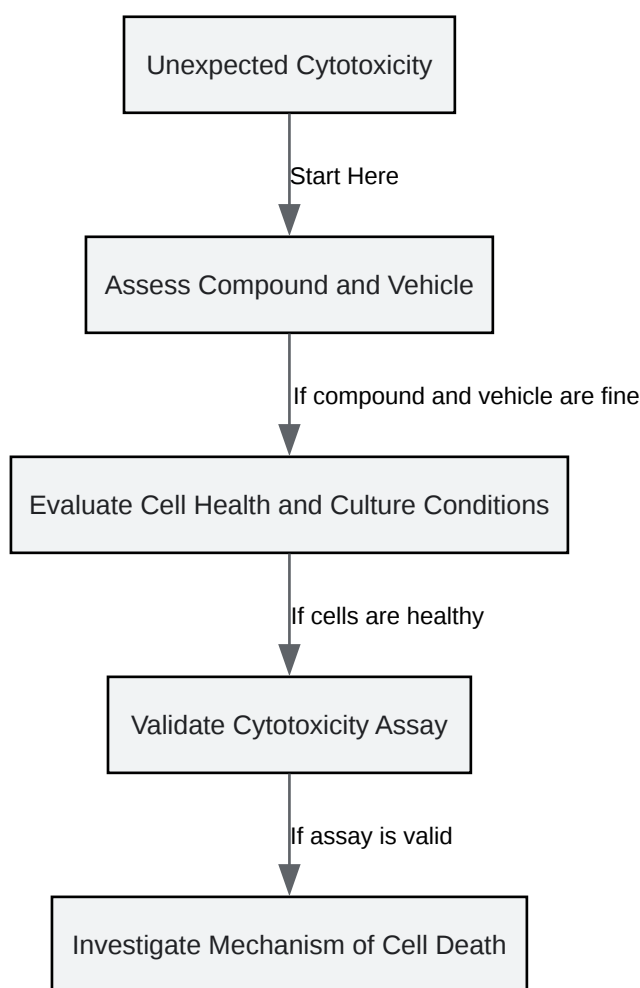 Unexpected Cytotoxicity
Start Here
Assess Compound and Vehicle
If compound and vehicle are fine
Evaluate Cell Health and Culture Conditions
If cells are healthy
Validate Cytotoxicity Assay
If assay is valid
Investigate Mechanism of Cell Death